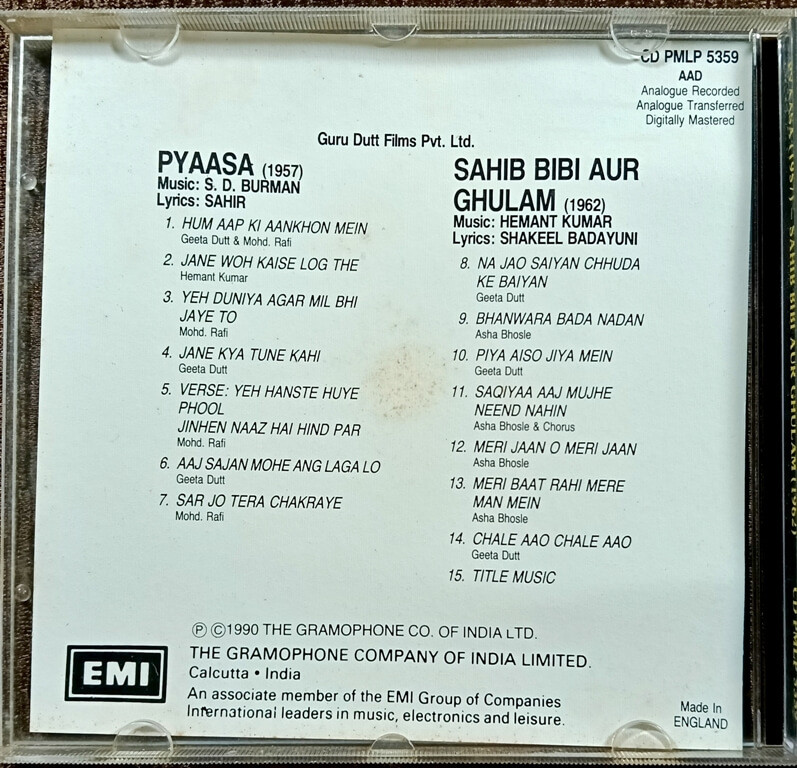 CD PMLP 5359
AAD
Analogue Recorded
Analogue Transferred
Digitally Mastered
Guru Dutt Films Pvt. Ltd.
PYAASA (1957)
Music: S. D. BURMAN
Lyrics: SAHIR
1. HUM AAP KI AANKHON MEIN
Geeta Dutt & Mohd. Rafi
2. JANE WOH KAISE LOG THE
Hemant Kumar
3. YEH DUNIYA AGAR MIL BHI
JAYE TO
Mohd. Rafi
4. JANE KYA TUNE KAHI
Geeta Dutt
5. VERSE: YEH HANSTE HUYE
PHOOL
JINHEN NAAZ HAI HIND PAR
Mohd. Rafi
6. AAJ SAJAN MOHE ANG LAGA LO
Geeta Dutt
7. SAR JO TERA CHAKRAYE
Mohd. Rafi
SAHIB BIBI AUR
GHULAM (1962)
Music: HEMANT KUMAR
Lyrics: SHAKEEL BADAYUNI
8. NA JAO SAIYAN CHHUDA
KE BAIYAN
Geeta Dutt
9. BHANWARA BADA NADAN
Asha Bhosle
10. PIYA AISO JIYA MEIN
Geeta Dutt
11. SAQIYAA AAJ MUJHE
NEEND NAHIN
Asha Bhosle & Chorus
12. MERI JAAN O MERI JAAN
Asha Bhosle
13. MERI BAAT RAHI MERE
MAN MEIN
Asha Bhosle
14. CHALE AAO CHALE AAO
Geeta Dutt
15. TITLE MUSIC
Ⓟ ©1990 THE GRAMOPHONE CO. OF INDIA LTD.
EMI
THE GRAMOPHONE COMPANY OF INDIA LIMITED.
Calcutta • India
An associate member of the EMI Group of Companies
International leaders in music, electronics and leisure.
Made In
ENGLAND
SAHIB BIBI AUR GHULAM (1962)